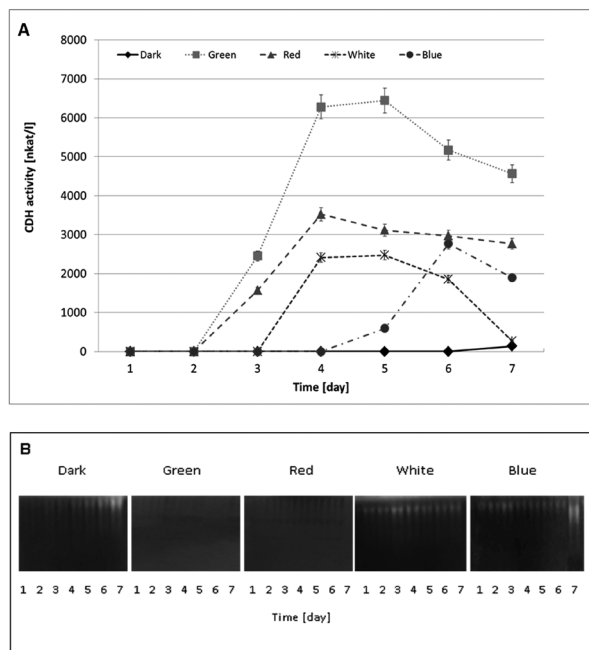 A
CDH activity [nkat/l]
8000
7000
6000
5000
4000
3000
2000
1000
0
Dark Green Red White Blue
1 2 3 4 5 6 7
Time [day]
B
Dark Green Red White Blue
1 2 3 4 5 6 7 1 2 3 4 5 6 7 1 2 3 4 5 6 7 1 2 3 4 5 6 7 1 2 3 4 5 6 7
Time [day]